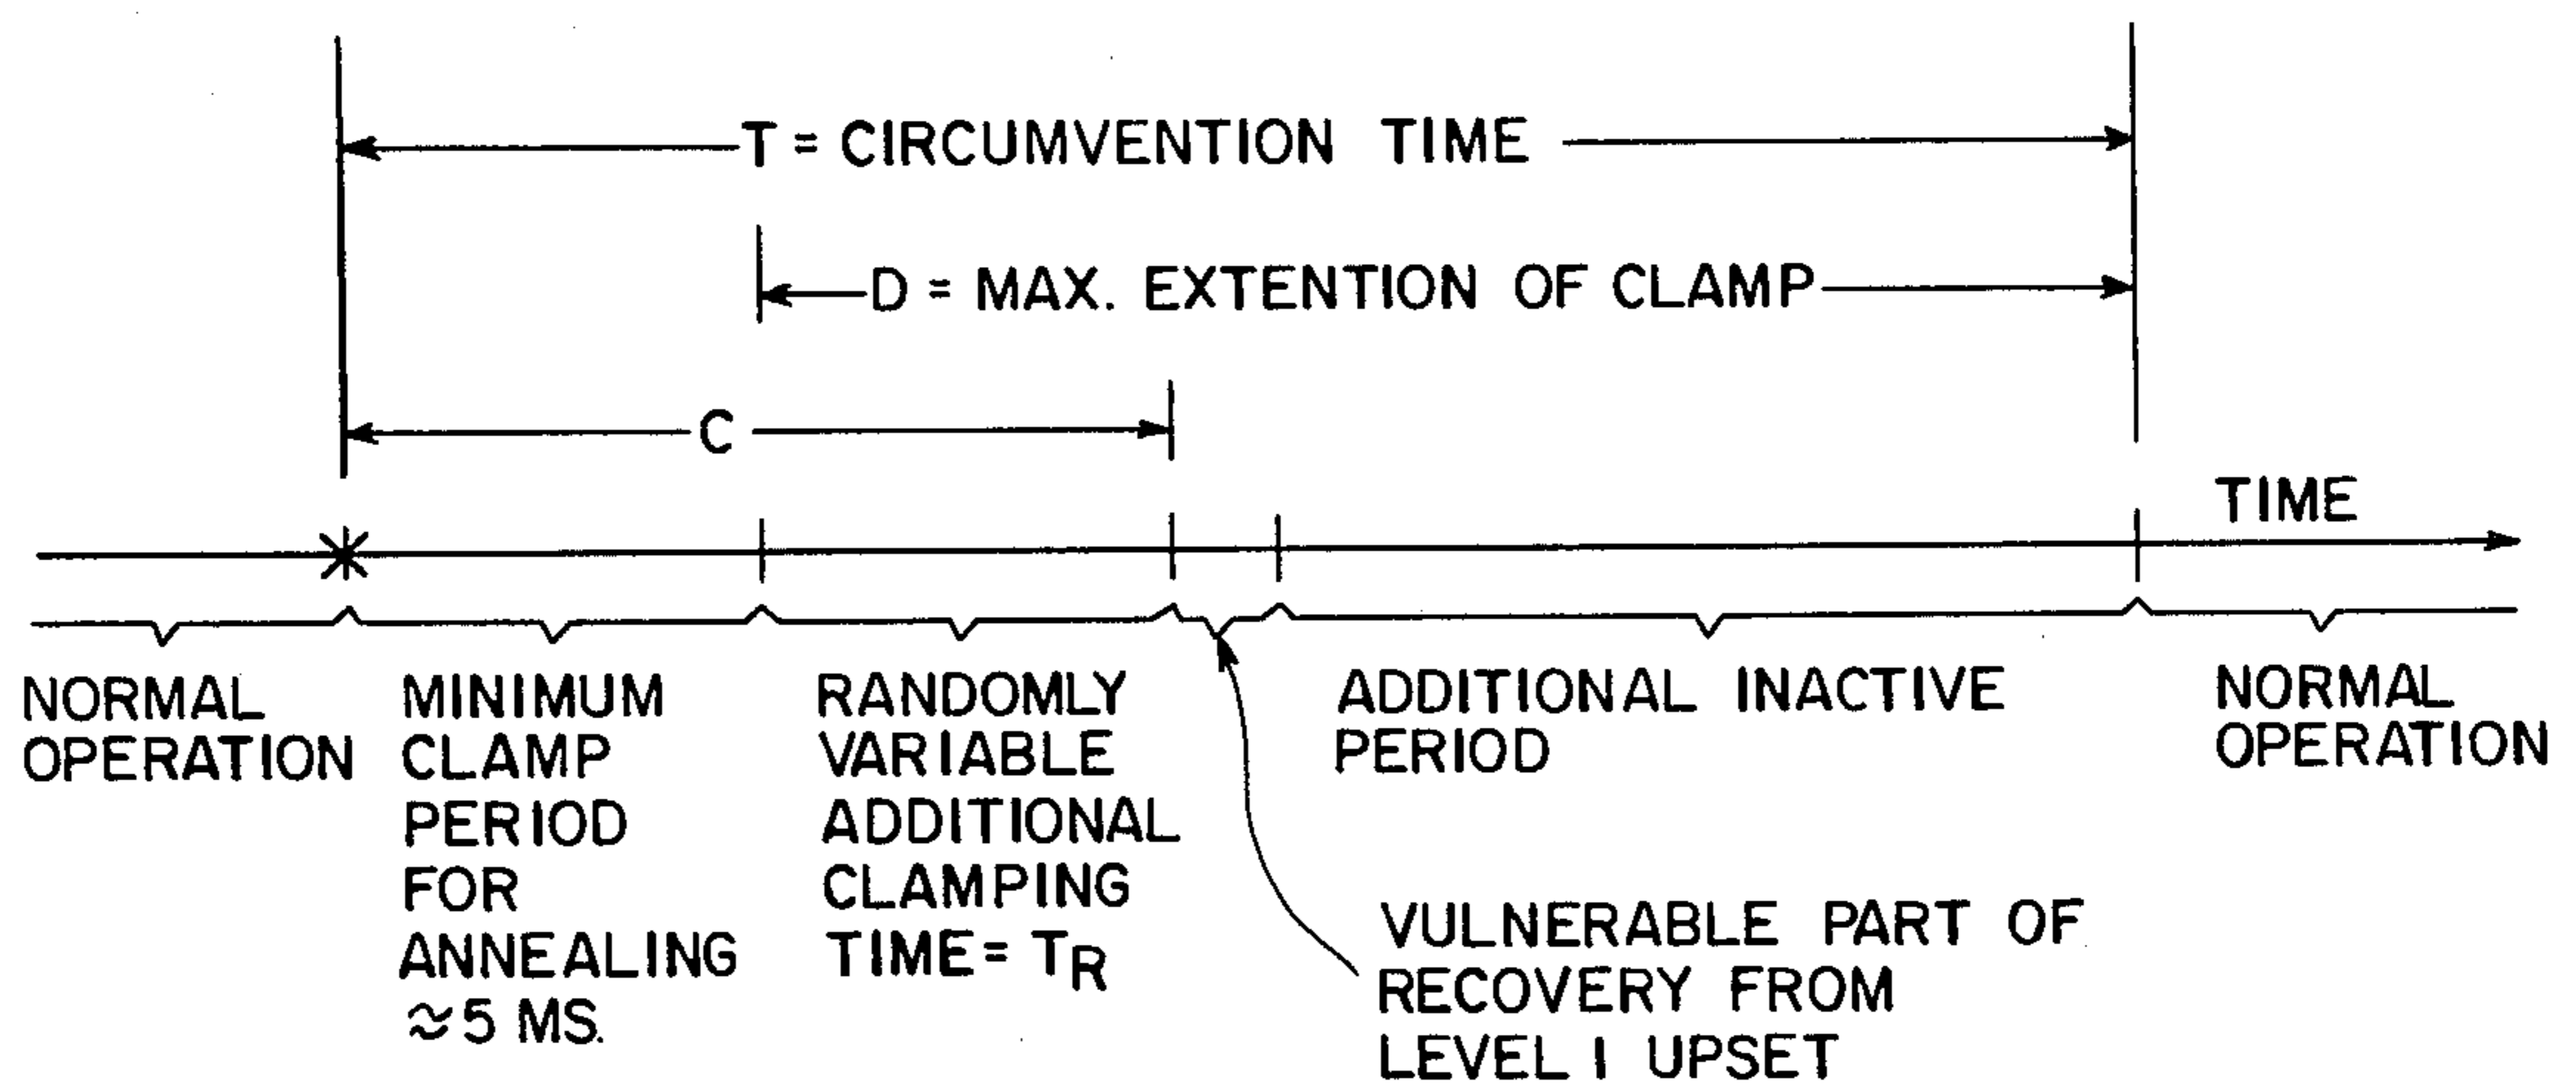 T = CIRCUMVENTION TIME
D = MAX. EXTENTION OF CLAMP
C
TIME
NORMAL
OPERATION
MINIMUM
CLAMP
PERIOD
FOR
ANNEALING
≈5 MS.
RANDOMLY
VARIABLE
ADDITIONAL
CLAMPING
TIME = TR
VULNERABLE PART OF
RECOVERY FROM
LEVEL I UPSET
ADDITIONAL INACTIVE
PERIOD
NORMAL
OPERATION